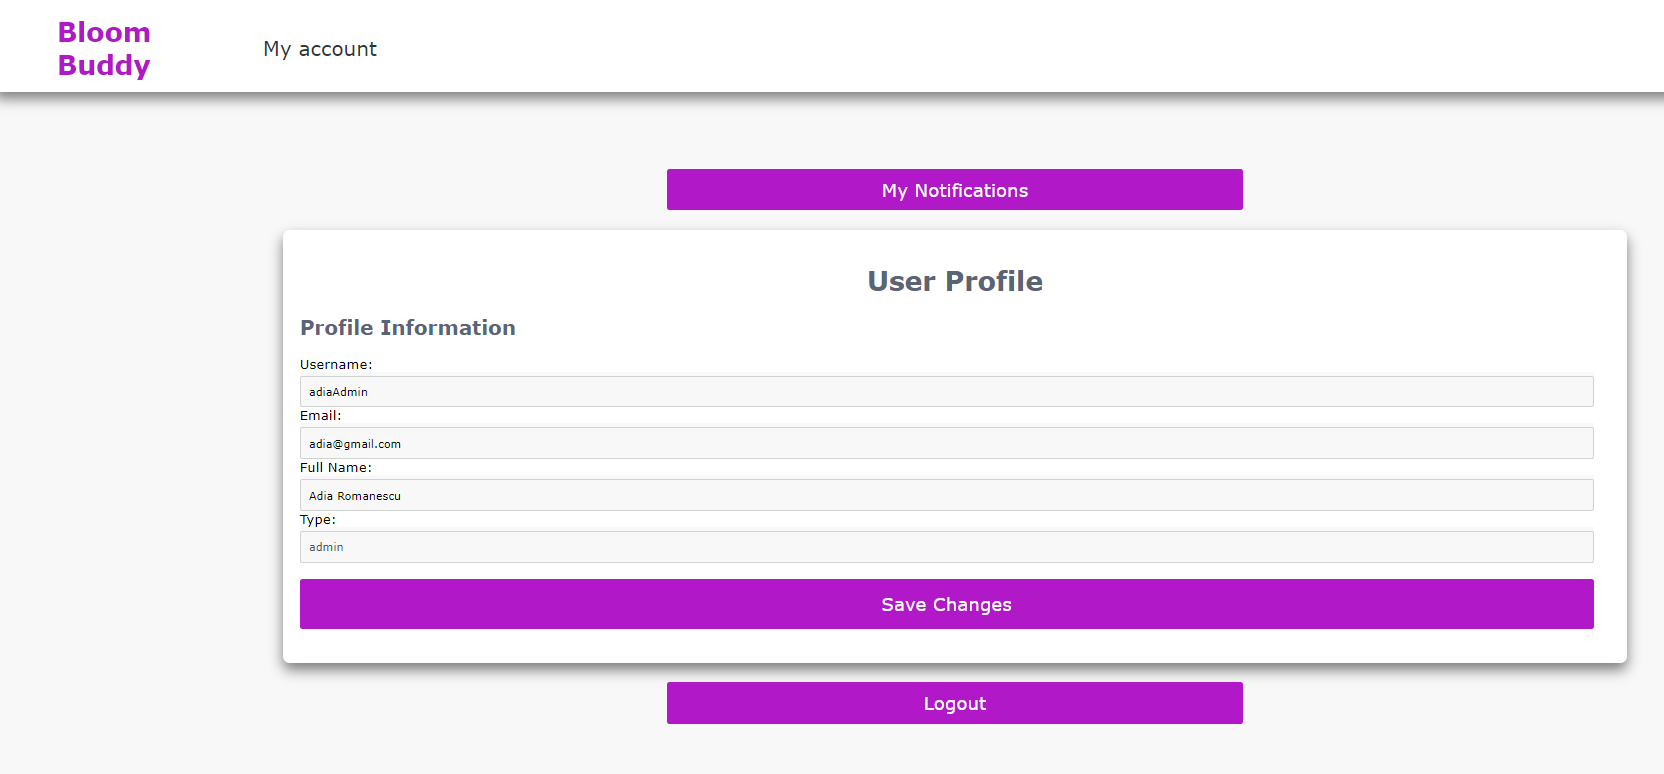 Bloom
Buddy
My account
My Notifications
User Profile
Profile Information
Username:
adiaAdmin
Email:
adia@gmail.com
Full Name:
Adia Romanescu
Type:
admin
Save Changes
Logout